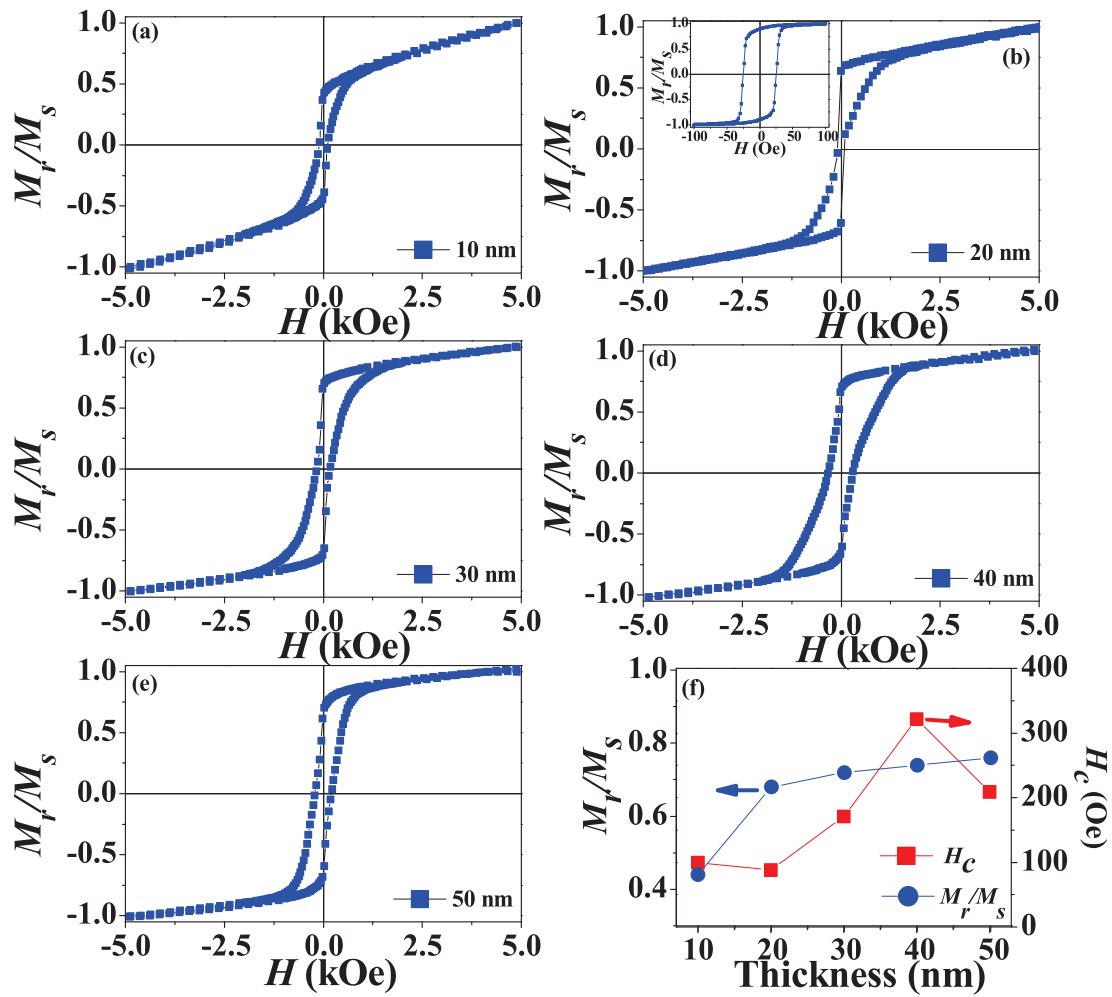 (a)
1.0
0.5
0.0
-0.5
-1.0
M_r/M_s
10 nm
-5.0 -2.5 0.0 2.5 5.0
H (kOe)
(b)
1.0
0.5
0.0
-0.5
-1.0
M_r/M_s
1.0
0.5
0.0
-0.5
-1.0
M_r/M_s
-100 -50 0 50 100
H (Oe)
20 nm
-5.0 -2.5 0.0 2.5 5.0
H (kOe)
(c)
1.0
0.5
0.0
-0.5
-1.0
M_r/M_s
30 nm
-5.0 -2.5 0.0 2.5 5.0
H (kOe)
(d)
1.0
0.5
0.0
-0.5
-1.0
M_r/M_s
40 nm
-5.0 -2.5 0.0 2.5 5.0
H (kOe)
(e)
1.0
0.5
0.0
-0.5
-1.0
M_r/M_s
50 nm
-5.0 -2.5 0.0 2.5 5.0
H (kOe)
(f)
1.0
0.8
0.6
0.4
M_r/M_s
400
300
200
100
0
H_c (Oe)
H_c
M_r/M_s
10 20 30 40 50
Thickness (nm)